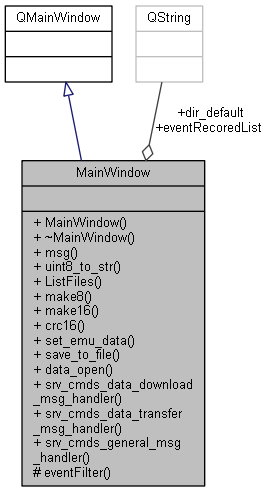 QMainWindow
QString
+dir_default
+eventRecoredList
MainWindow
+ MainWindow()
+ ~MainWindow()
+ msg()
+ uint8_to_str()
+ ListFiles()
+ make8()
+ make16()
+ crc16()
+ set_emu_data()
+ save_to_file()
+ data_open()
+ srv_cmds_data_download
_msg_handler()
+ srv_cmds_data_transfer
_msg_handler()
+ srv_cmds_general_msg
_handler()
# eventFilter()